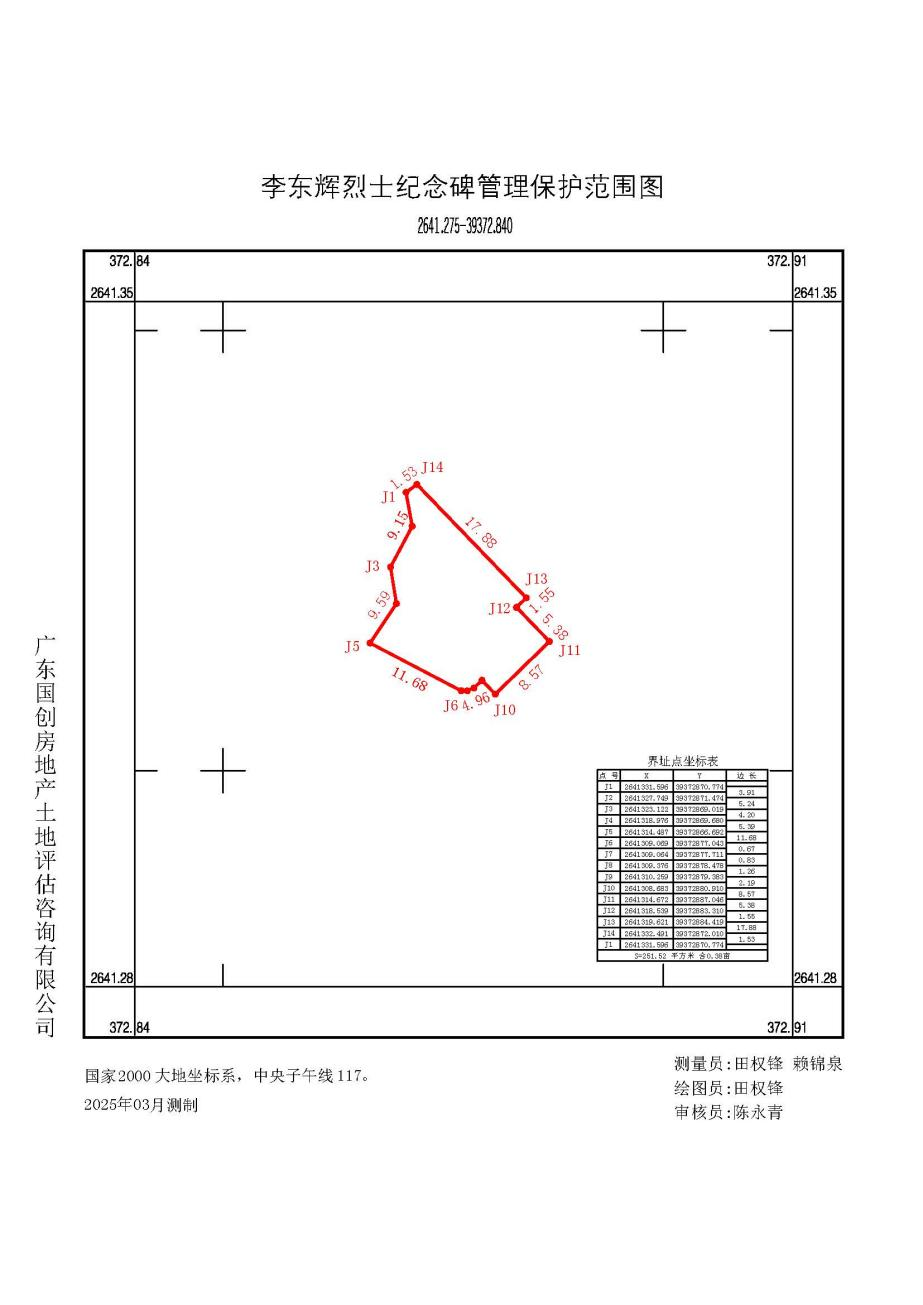 李东辉烈士纪念碑管理保护范围图
2641.275-39372.840
372.84
372.91
2641.35
2641.35
J14
1.53
J1
9.15
17.88
J3
J13
9.59
1.55
J12
5.38
J5
J11
11.68
8.57
J6
4.96
J10
广东国创房地产土地评估咨询有限公司
界址点坐标表
点号 X Y 边长
J1 2641331.596 39372870.774
3.91
J2 2641327.749 39372871.474
5.24
J3 2641323.122 39372869.019
4.20
J4 2641318.976 39372869.680
5.39
J5 2641314.487 39372866.692
11.68
J6 2641309.069 39372877.043
0.67
J7 2641309.064 39372877.711
0.83
J8 2641309.376 39372878.478
1.26
J9 2641310.259 39372879.383
2.19
J10 2641308.683 39372880.910
8.57
J11 2641314.672 39372887.046
5.38
J12 2641318.539 39372883.310
1.55
J13 2641319.621 39372884.419
17.88
J14 2641332.491 39372872.010
1.53
J1 2641331.596 39372870.774
S=251.52 平方米 合0.38亩
2641.28
2641.28
372.84
372.91
国家2000大地坐标系，中央子午线117。
2025年03月测制
测量员:田权锋 赖锦泉
绘图员:田权锋
审核员:陈永青